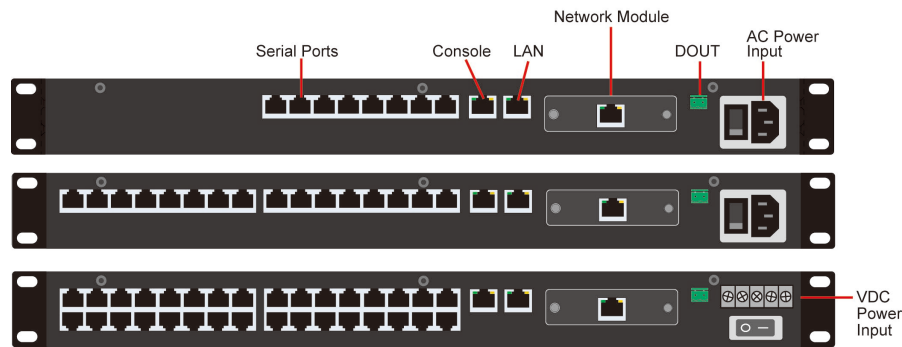 Network Module
Serial Ports
Console
LAN
DOUT
AC Power
Input
VDC
Power
Input